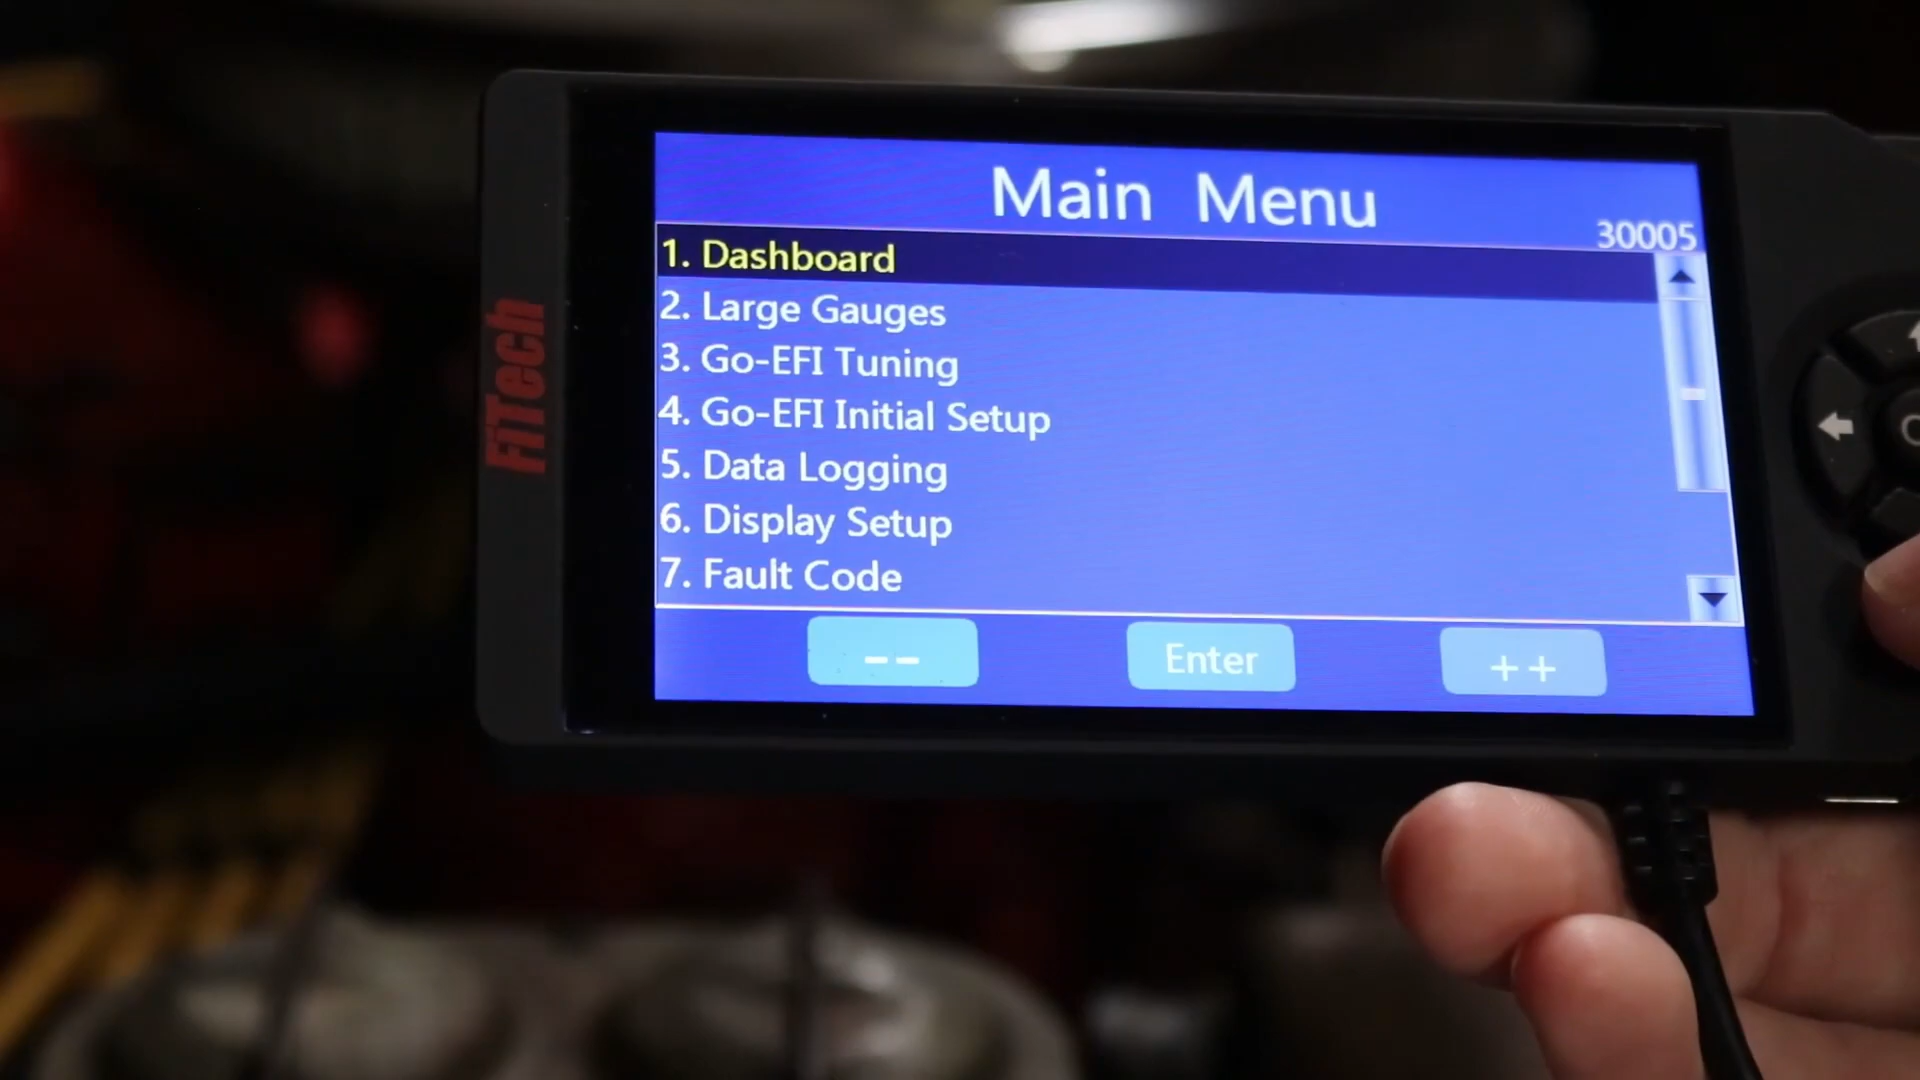 FiTech
Main Menu
30005
1. Dashboard
2. Large Gauges
3. Go-EFI Tuning
4. Go-EFI Initial Setup
5. Data Logging
6. Display Setup
7. Fault Code
-- Enter ++